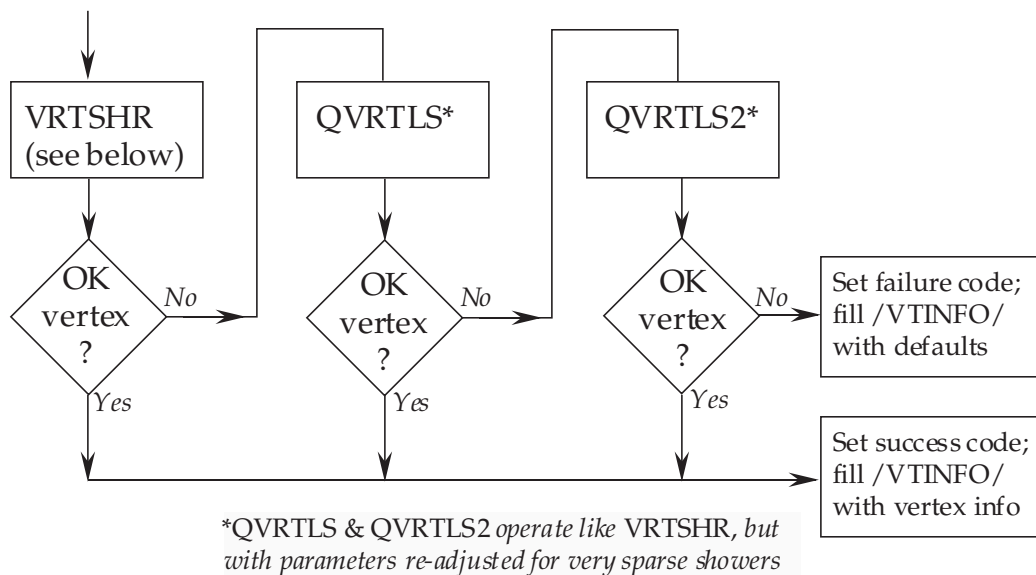 VRTSHR
(see below)
QVRTLS*
QVRTLS2*
OK
vertex
?
No
Yes
OK
vertex
?
No
Yes
OK
vertex
?
No
Yes
Set failure code;
fill /VTINFO/
with defaults
Set success code;
fill /VTINFO/
with vertex info
*QVRTLS & QVRTLS2 operate like VRTSHR, but
with parameters re-adjusted for very sparse showers